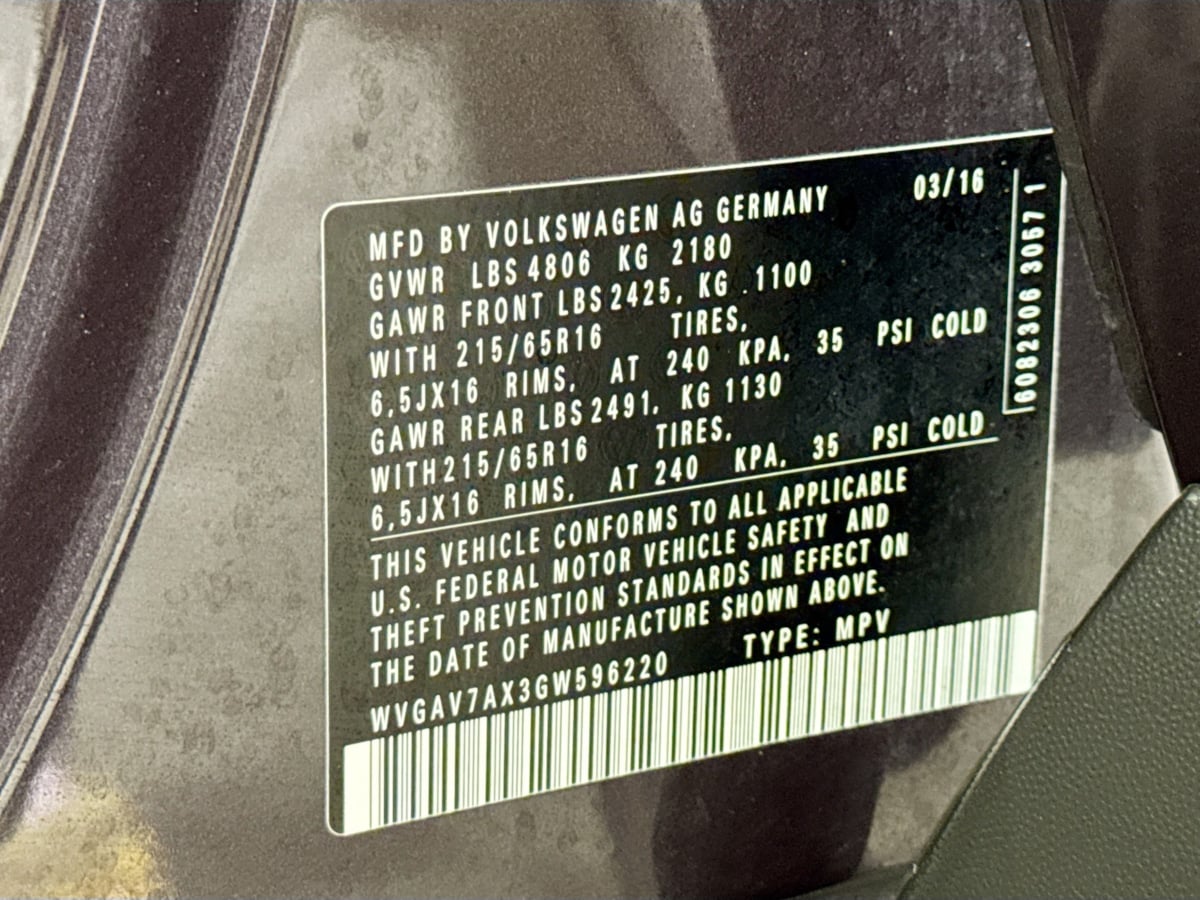 MFD BY VOLKSWAGEN AG GERMANY 03/16
GVWR LBS 4806 KG 2180
GAWR FRONT LBS 2425, KG .1100
WITH 215/65R16 TIRES,
6,5JX16 RIMS, AT 240 KPA, 35 PSI COLD
GAWR REAR LBS 2491, KG 1130
WITH 215/65R16 TIRES,
6,5JX16 RIMS, AT 240 KPA, 35 PSI COLD
THIS VEHICLE CONFORMS TO ALL APPLICABLE
U.S. FEDERAL MOTOR VEHICLE SAFETY AND
THEFT PREVENTION STANDARDS IN EFFECT ON
THE DATE OF MANUFACTURE SHOWN ABOVE.
WVGAV7AX3GW596220 TYPE: MPV
6082306 3057 1